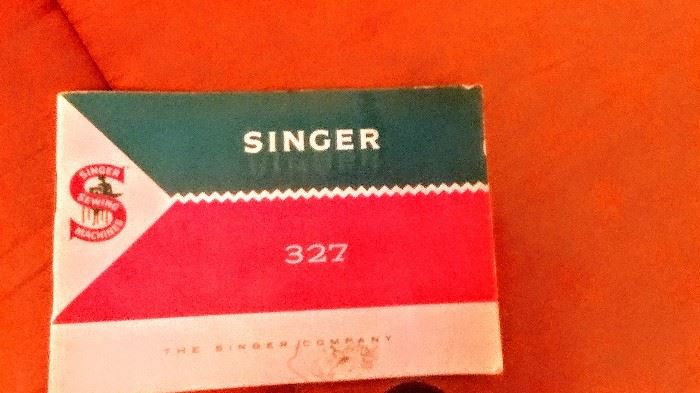 SINGER
SINGER
SEWING
MACHINES
327
THE SINGER COMPANY